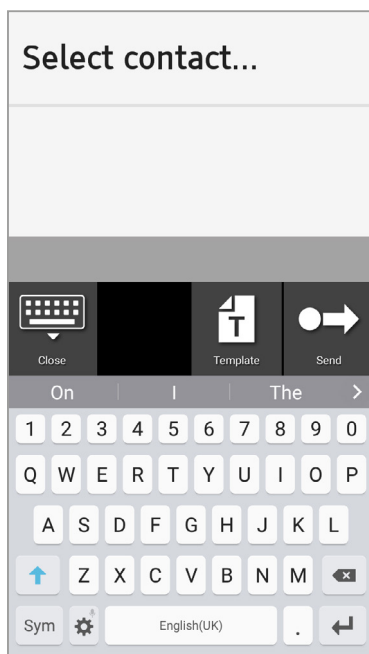 Select contact...
T
Close Template Send
On I The
1 2 3 4 5 6 7 8 9 0
Q W E R T Y U I O P
A S D F G H J K L
Z X C V B N M
Sym English(UK) .